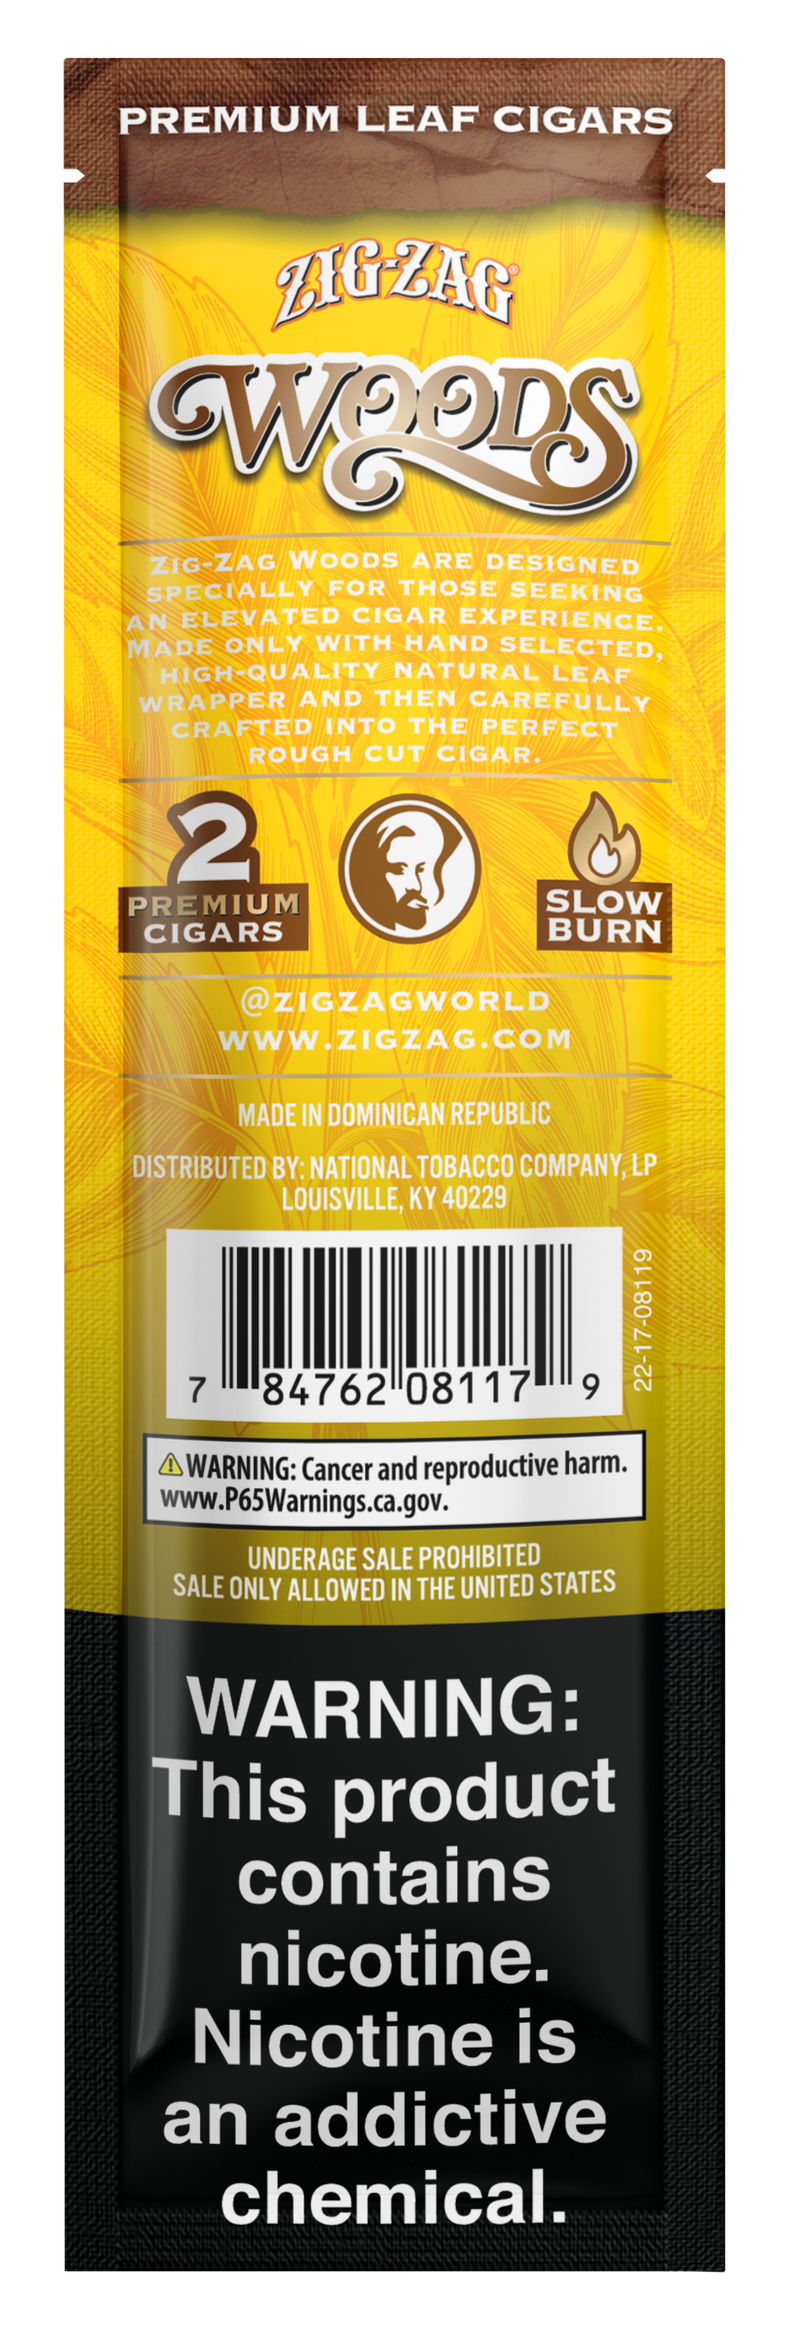 PREMIUM LEAF CIGARS
ZIG-ZAG®
WOODS
ZIG-ZAG WOODS ARE DESIGNED
SPECIALLY FOR THOSE SEEKING
AN ELEVATED CIGAR EXPERIENCE.
MADE ONLY WITH HAND SELECTED,
HIGH-QUALITY NATURAL LEAF
WRAPPER AND THEN CAREFULLY
CRAFTED INTO THE PERFECT
ROUGH CUT CIGAR.
2
PREMIUM
CIGARS
SLOW
BURN
@ZIGZAGWORLD
WWW.ZIGZAG.COM
MADE IN DOMINICAN REPUBLIC
DISTRIBUTED BY: NATIONAL TOBACCO COMPANY, LP
LOUISVILLE, KY 40229
7 84762 08117 9
22-17-08119
WARNING: Cancer and reproductive harm.
www.P65Warnings.ca.gov.
UNDERAGE SALE PROHIBITED
SALE ONLY ALLOWED IN THE UNITED STATES
WARNING:
This product
contains
nicotine.
Nicotine is
an addictive
chemical.